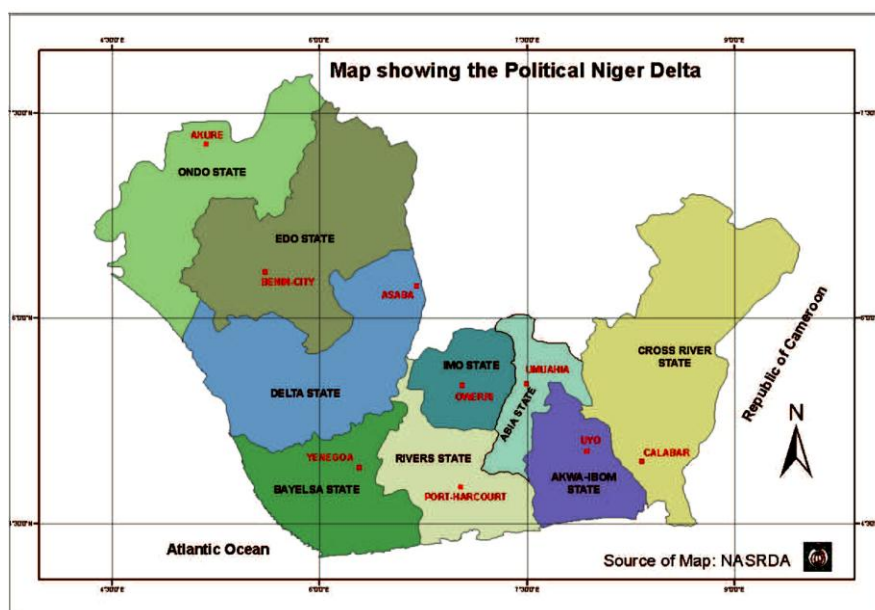 Map showing the Political Niger Delta
AKURE
ONDO STATE
EDO STATE
BENIN-CITY
ASABA
DELTA STATE
IMO STATE
OWERRI
UMUAHIA
ABIA STATE
CROSS RIVER
STATE
Republic of Cameroon
N
YENEGOA
BAYELSA STATE
RIVERS STATE
PORT-HARCOURT
UYO
AKWA-IBOM
STATE
CALABAR
Atlantic Ocean
Source of Map: NASRDA